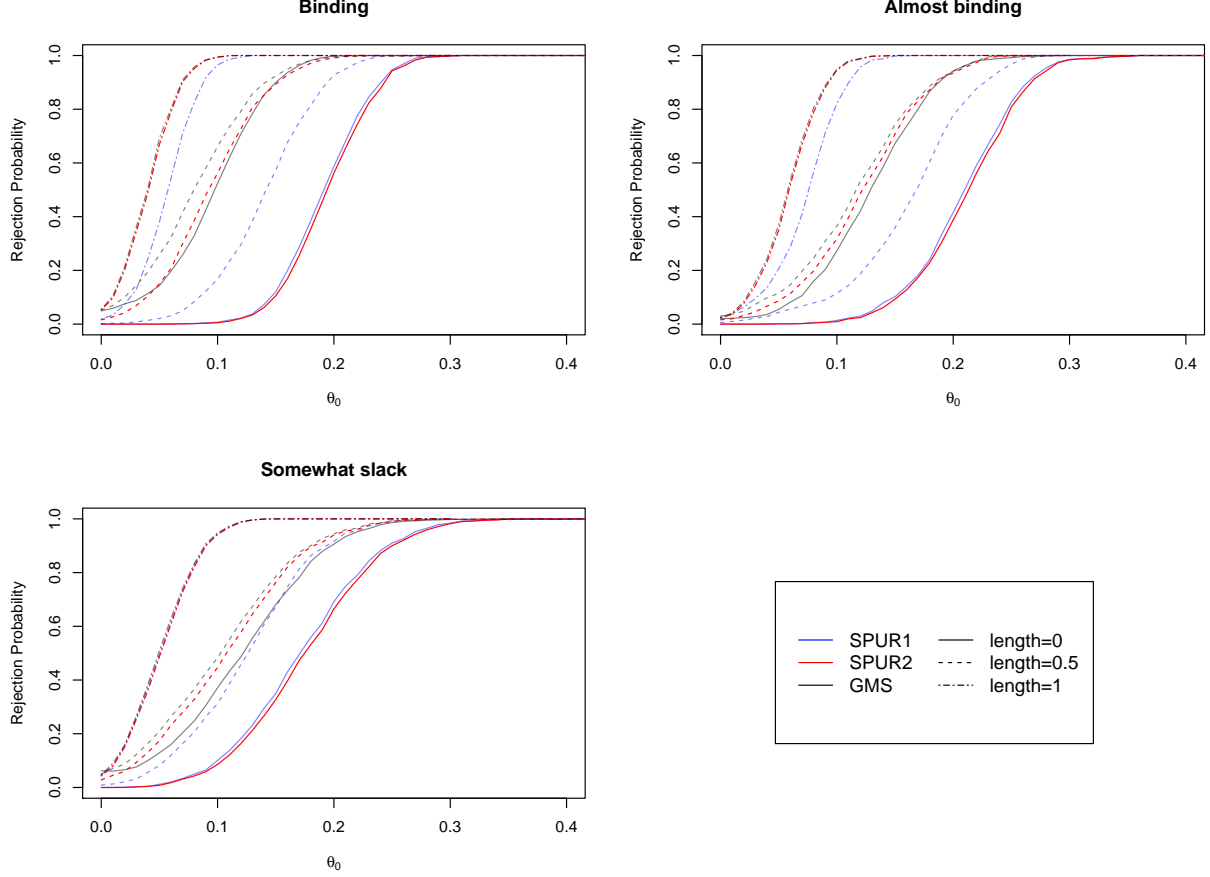 Binding
Rejection Probability
0.0 0.2 0.4 0.6 0.8 1.0
0.0 0.1 0.2 0.3 0.4
θ0
Almost binding
Rejection Probability
0.0 0.2 0.4 0.6 0.8 1.0
0.0 0.1 0.2 0.3 0.4
θ0
Somewhat slack
Rejection Probability
0.0 0.2 0.4 0.6 0.8 1.0
0.0 0.1 0.2 0.3 0.4
θ0
SPUR1 length=0
SPUR2 length=0.5
GMS length=1